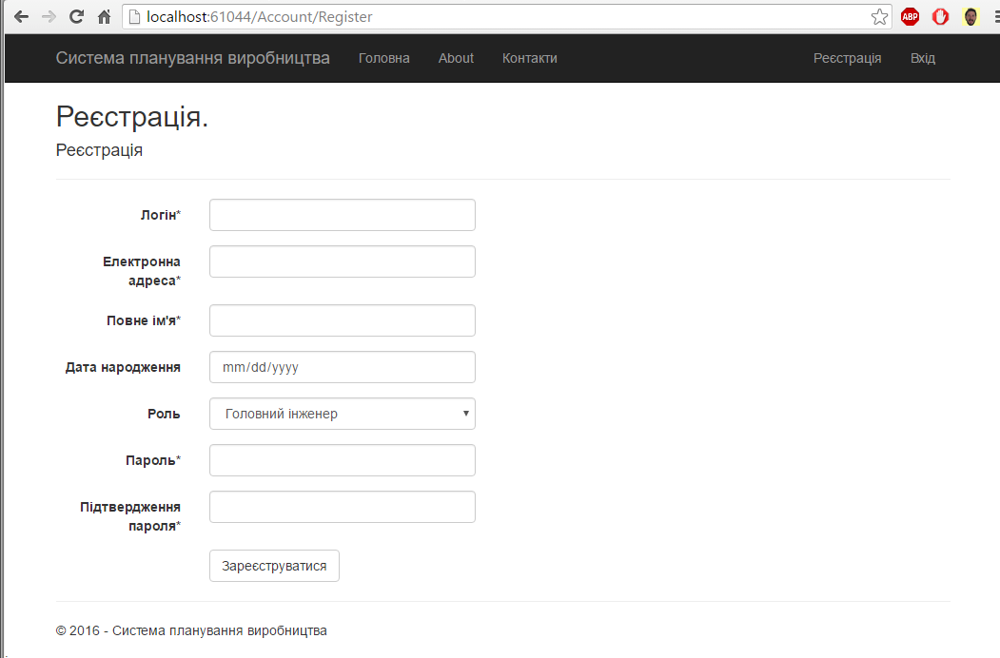 localhost:61044/Account/Register
ABP
Система планування виробництва Головна About Контакти Реєстрація Вхід
Реєстрація.
Реєстрація
Логін*
Електронна
адреса*
Повне ім'я*
Дата народження mm/dd/yyyy
Роль Головний інженер
Пароль*
Підтвердження
пароля*
Зареєструватися
© 2016 - Система планування виробництва